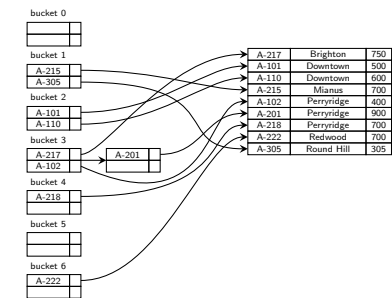 bucket 0
bucket 1
A-215
A-305
bucket 2
A-101
A-110
bucket 3
A-217
A-102
A-201
bucket 4
A-218
bucket 5
bucket 6
A-222
A-217 Brighton 750
A-101 Downtown 500
A-110 Downtown 600
A-215 Mianus 700
A-102 Perryridge 400
A-201 Perryridge 900
A-218 Perryridge 700
A-222 Redwood 700
A-305 Round Hill 305